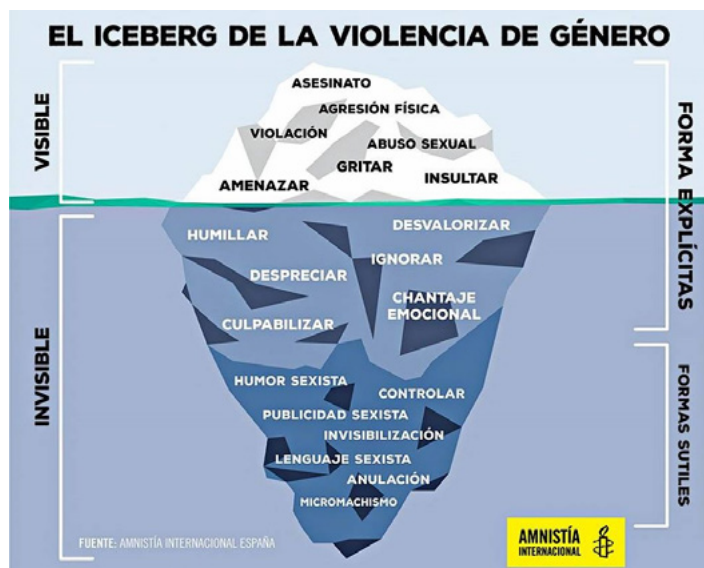 EL ICEBERG DE LA VIOLENCIA DE GÉNERO
VISIBLE
ASESINATO
AGRESIÓN FÍSICA
VIOLACIÓN
ABUSO SEXUAL
GRITAR
AMENAZAR
INSULTAR
FORMA EXPLÍCITAS
INVISIBLE
DESVALORIZAR
HUMILLAR
IGNORAR
DESPRECIAR
CHANTAJE
EMOCIONAL
CULPABILIZAR
HUMOR SEXISTA
CONTROLAR
PUBLICIDAD SEXISTA
INVISIBILIZACIÓN
LENGUAJE SEXISTA
ANULACIÓN
MICROMACHISMO
FORMAS SUTILES
FUENTE: AMNISTÍA INTERNACIONAL ESPAÑA
AMNISTÍA
INTERNACIONAL